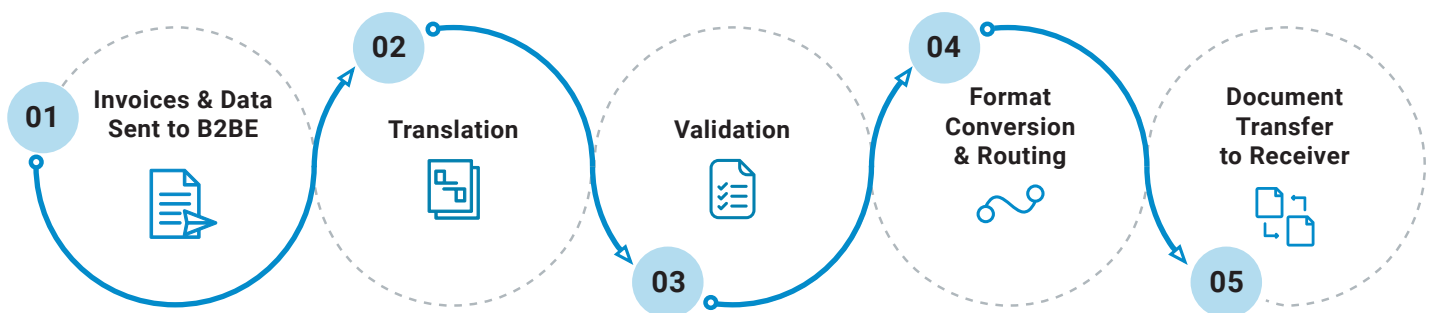 01
Invoices & Data
Sent to B2BE
02
Translation
03
Validation
04
Format
Conversion
& Routing
05
Document
Transfer
to Receiver